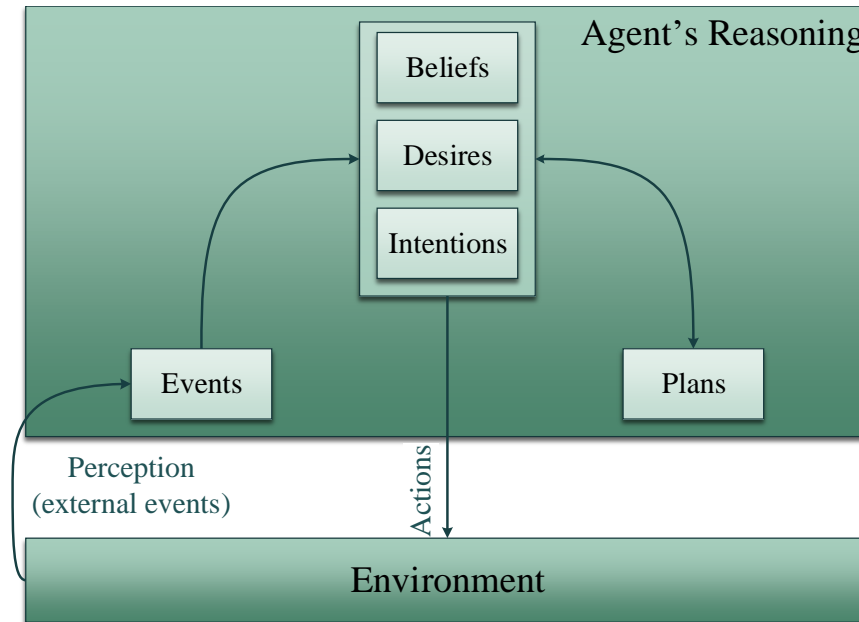 Agent’s Reasoning
Beliefs
Desires
Intentions
Events
Plans
Perception
(external events)
Actions
Environment